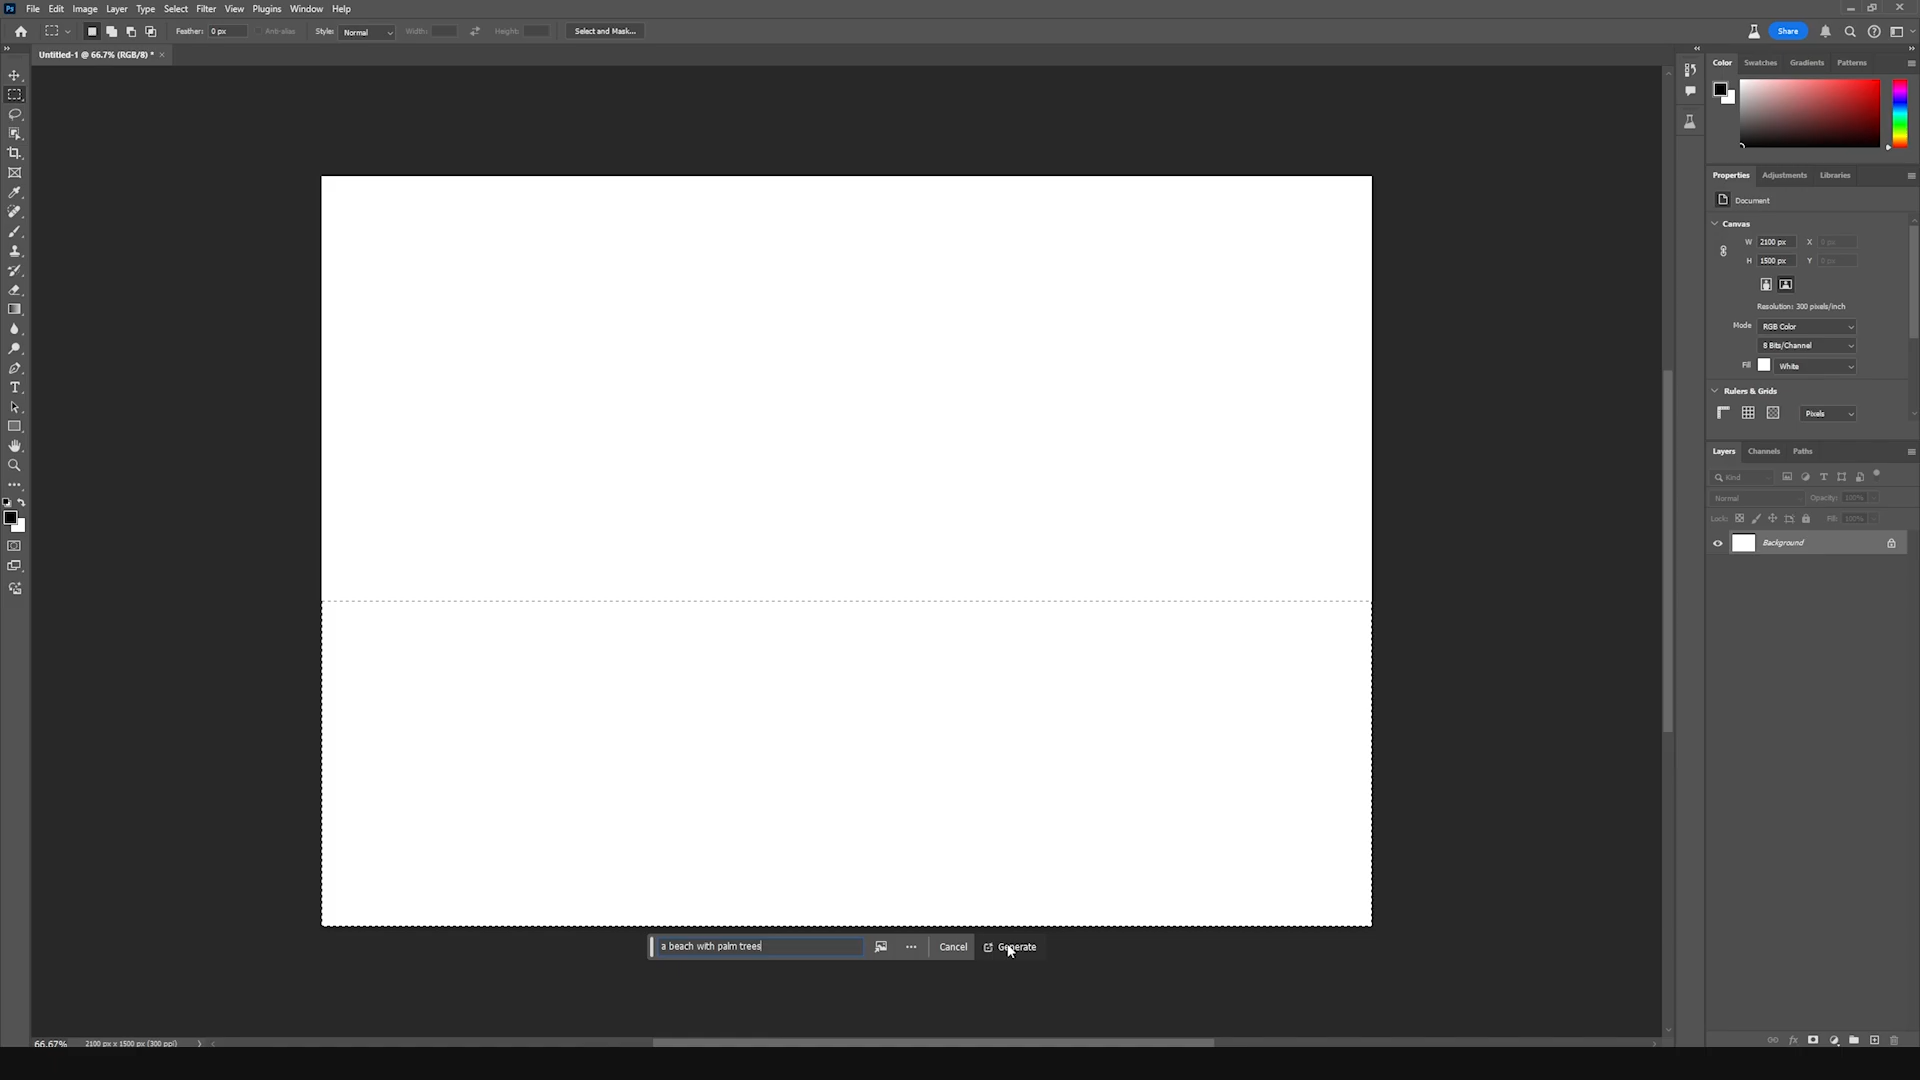 Ps File Edit Image Layer Type Select Filter View Plugins Window Help
Feather: 0 px Anti-alias Style: Normal Width: Height: Select and Mask... Share
Untitled-1 @ 66.7% (RGB/8) * ×
Color Swatches Gradients Patterns
Properties Adjustments Libraries
Document
Canvas
W 2100 px X 0 px
H 1500 px Y 0 px
Resolution: 300 pixels/inch
Mode RGB Color
8 Bits/Channel
Fill White
Rulers & Grids
Pixels
Layers Channels Paths
Kind
Normal Opacity: 100%
Lock: Fill: 100%
Background
a beach with palm trees Cancel Generate
66.67% 2100 px x 1500 px (300 ppi)